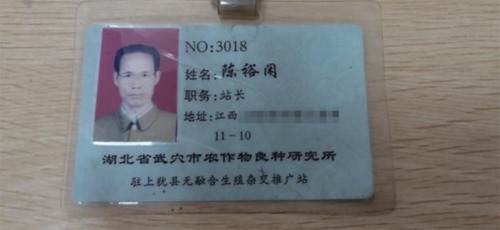 NO:3018
姓名:陈裕闲
职务:站长
地址:江西
11-10
湖北省武穴市农作物良种研究所
驻上犹县无融合生殖杂交推广站